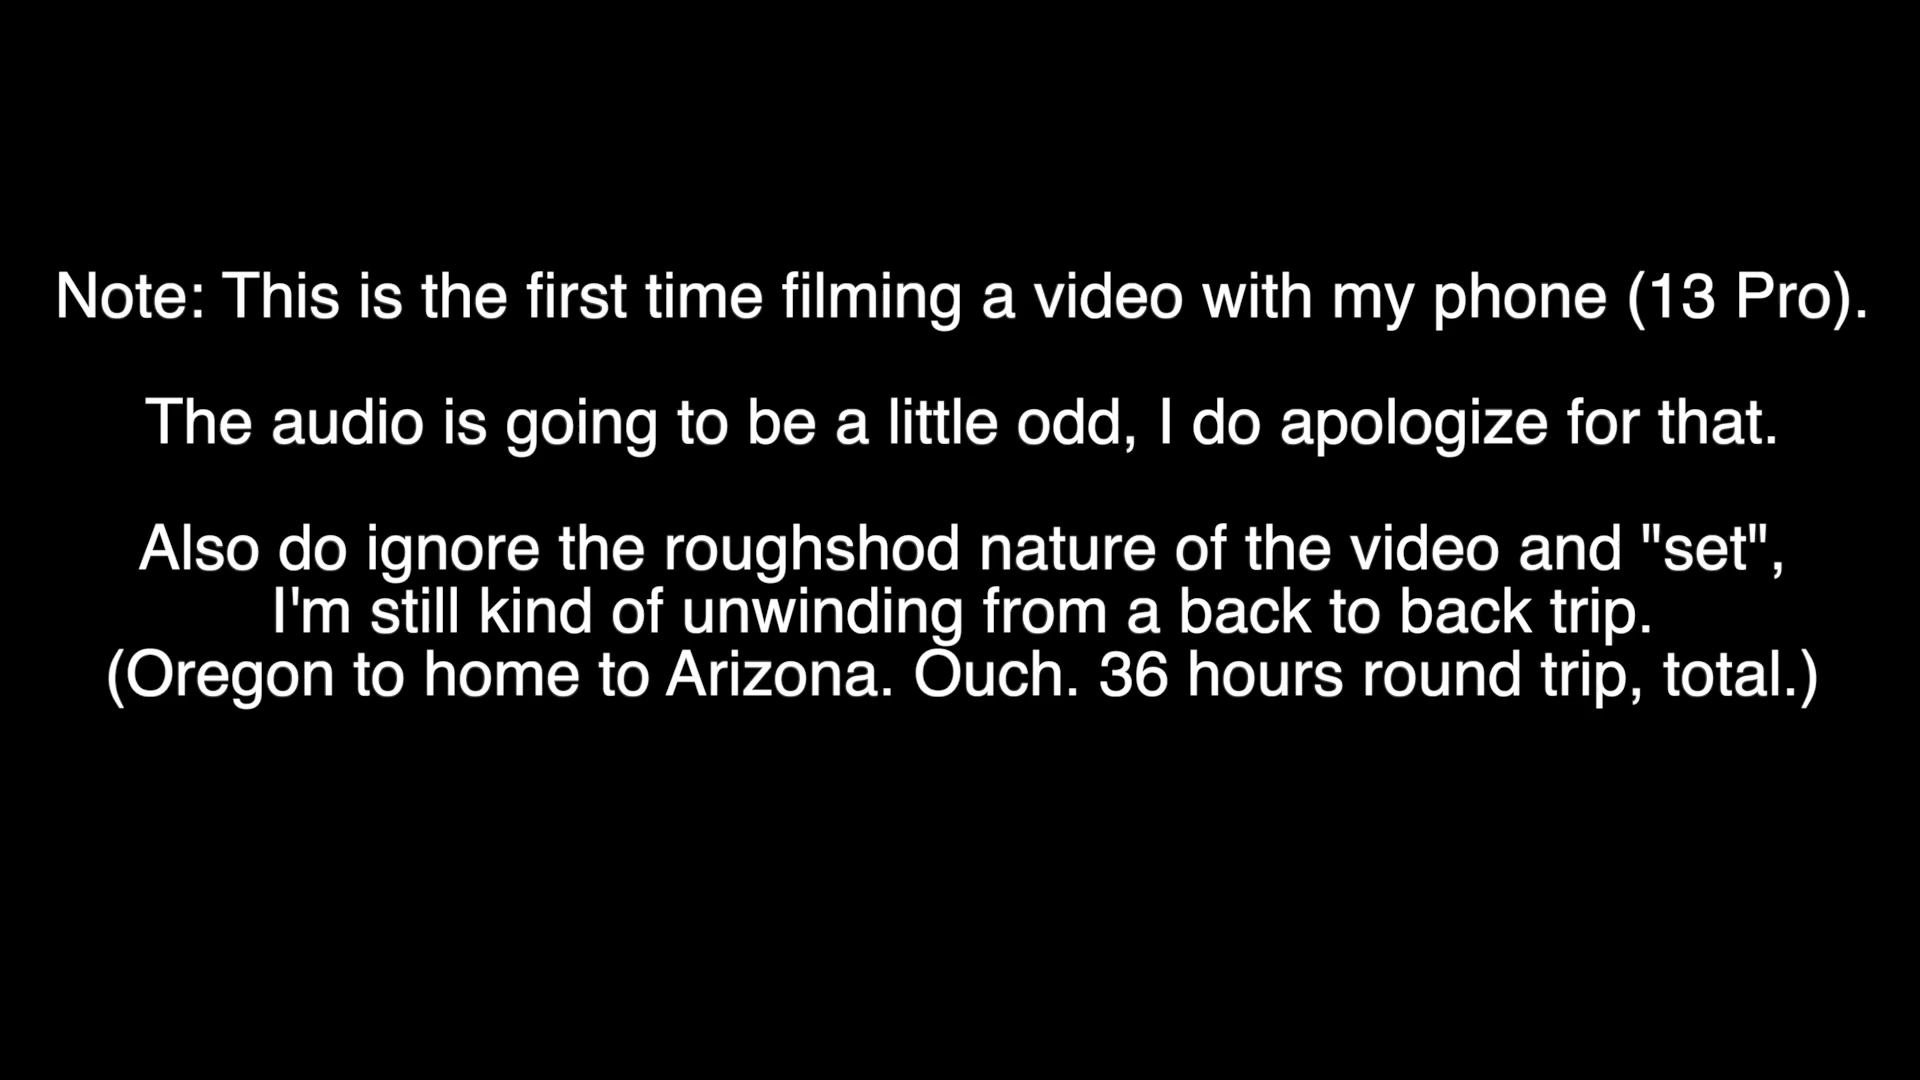 Note: This is the first time filming a video with my phone (13 Pro).
The audio is going to be a little odd, I do apologize for that.
Also do ignore the roughshod nature of the video and "set",
I'm still kind of unwinding from a back to back trip.
(Oregon to home to Arizona. Ouch. 36 hours round trip, total.)